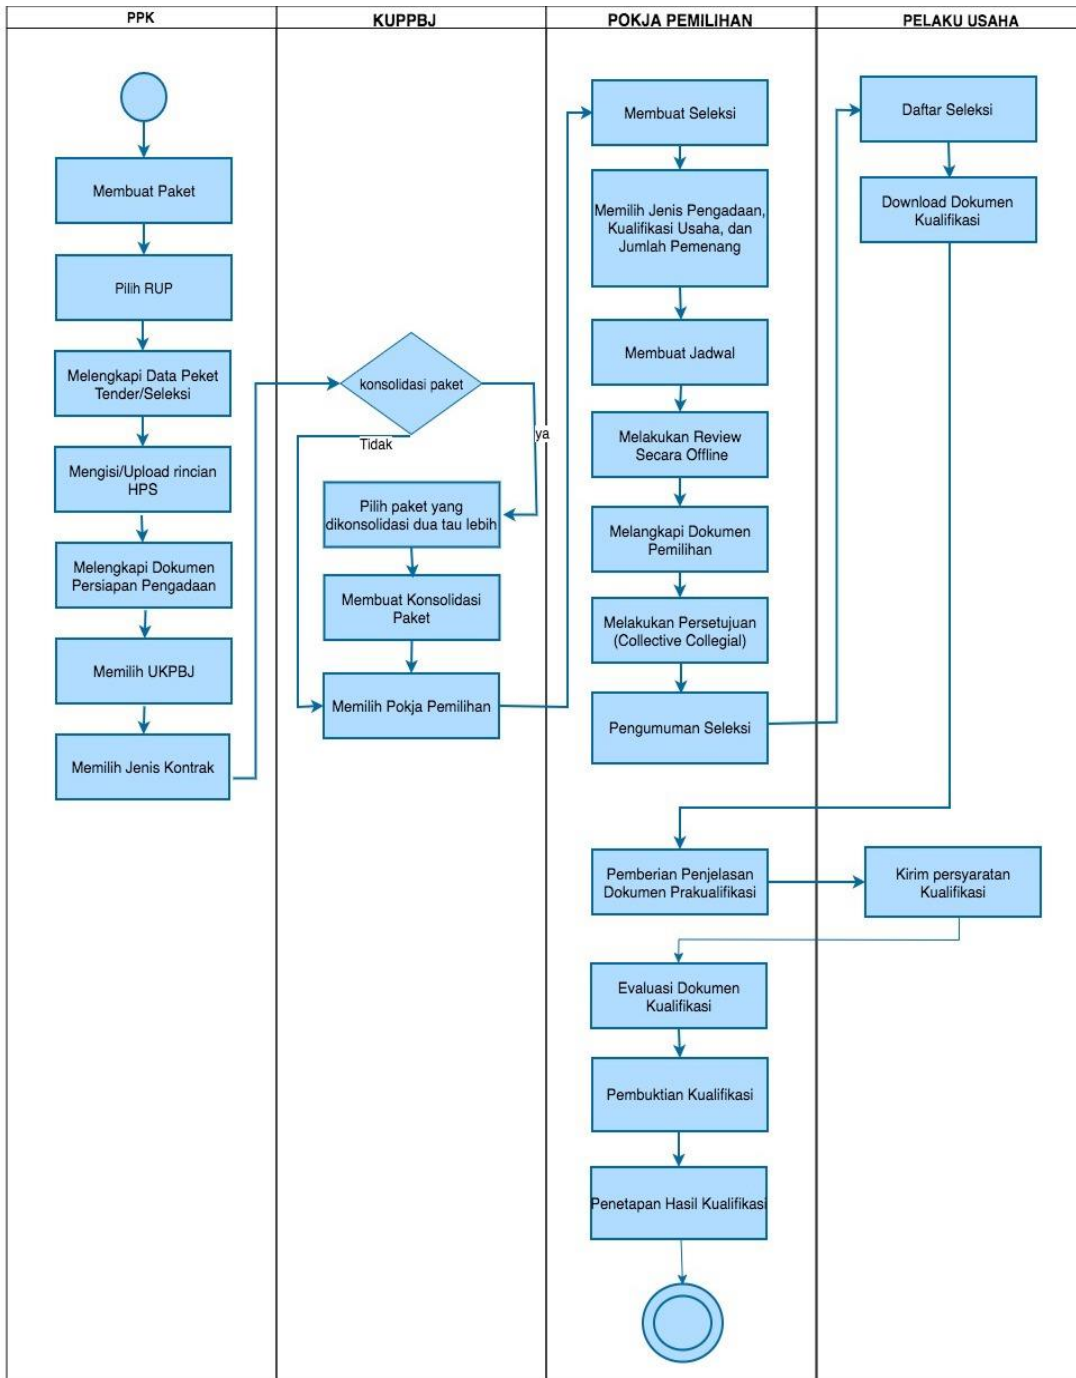 PPK
KUPPBJ
POKJA PEMILIHAN
PELAKU USAHA
Membuat Paket
Pilih RUP
Melengkapi Data Peket
Tender/Seleksi
Mengisi/Upload rincian
HPS
Melengkapi Dokumen
Persiapan Pengadaan
Memilih UKPBJ
Memilih Jenis Kontrak
konsolidasi paket
Tidak
ya
Pilih paket yang
dikonsolidasi dua tau lebih
Membuat Konsolidasi
Paket
Memilih Pokja Pemilihan
Membuat Seleksi
Memilih Jenis Pengadaan,
Kualifikasi Usaha, dan
Jumlah Pemenang
Membuat Jadwal
Melakukan Review
Secara Offline
Melangkapi Dokumen
Pemilihan
Melakukan Persetujuan
(Collective Collegial)
Pengumuman Seleksi
Daftar Seleksi
Download Dokumen
Kualifikasi
Pemberian Penjelasan
Dokumen Prakualifikasi
Kirim persyaratan
Kualifikasi
Evaluasi Dokumen
Kualifikasi
Pembuktian Kualifikasi
Penetapan Hasil Kualifikasi